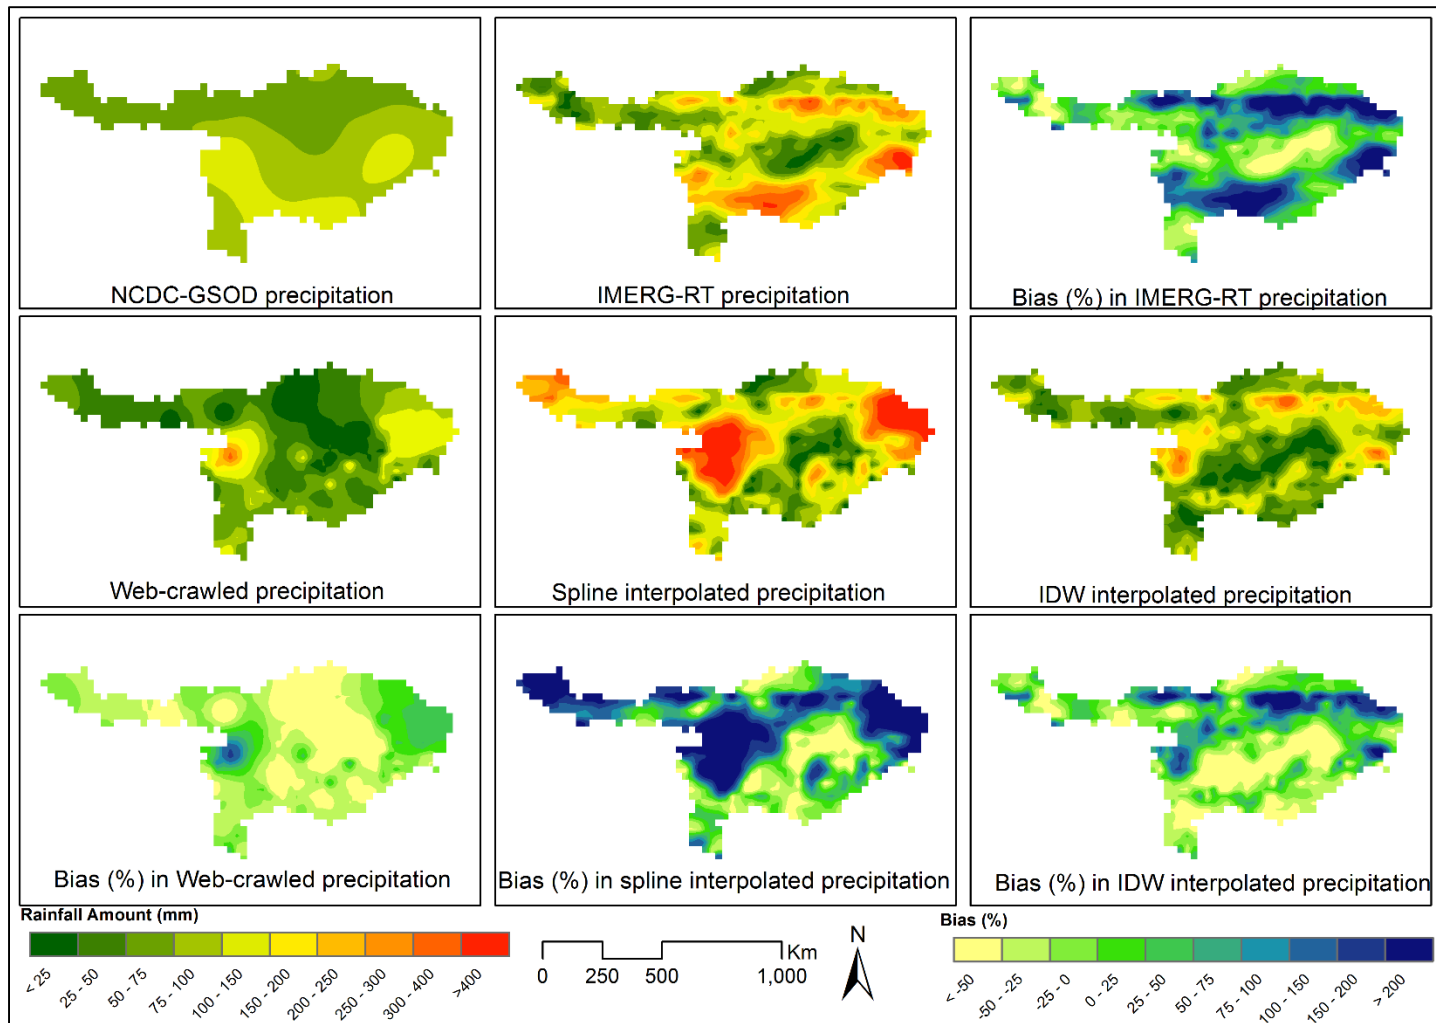 NCDC-GSOD precipitation
IMERG-RT precipitation
Bias (%) in IMERG-RT precipitation
Web-crawled precipitation
Spline interpolated precipitation
IDW interpolated precipitation
Bias (%) in Web-crawled precipitation
Bias (%) in spline interpolated precipitation
Bias (%) in IDW interpolated precipitation
Rainfall Amount (mm)
< 25
25 - 50
50 - 75
75 - 100
100 - 150
150 - 200
200 - 250
250 - 300
300 - 400
>400
Km
0 250 500 1,000
N
Bias (%)
< -50
-50 - -25
-25 - 0
0 - 25
25 - 50
50 - 75
75 - 100
100 - 150
150 - 200
> 200